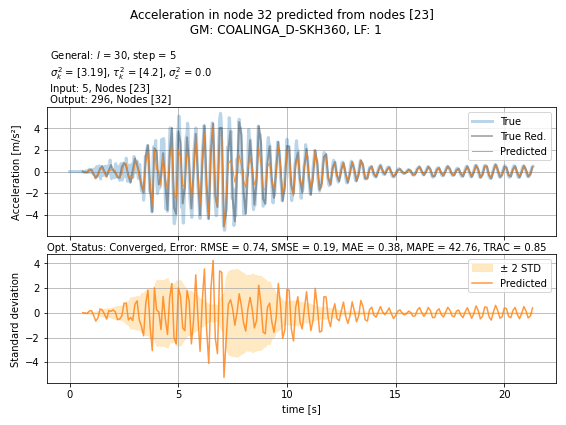 Acceleration in node 32 predicted from nodes [23]
GM: COALINGA_D-SKH360, LF: 1
General: l = 30, step = 5
σ²ₖ = [3.19], τ²ₖ = [4.2], σ²ε = 0.0
Input: 5, Nodes [23]
Output: 296, Nodes [32]
Acceleration [m/s²]
4
2
0
−2
−4
True
True Red.
Predicted
Opt. Status: Converged, Error: RMSE = 0.74, SMSE = 0.19, MAE = 0.38, MAPE = 42.76, TRAC = 0.85
Standard deviation
4
2
0
−2
−4
± 2 STD
Predicted
0 5 10 15 20
time [s]